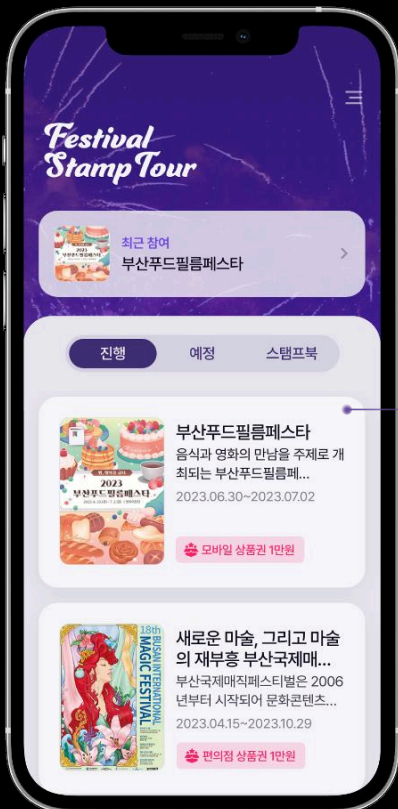 Festival
Stamp Tour
최근 참여
부산푸드필름페스타
진행
예정
스탬프북
부산푸드필름페스타
음식과 영화의 만남을 주제로 개
최되는 부산푸드필름페...
2023.06.30~2023.07.02
모바일 상품권 1만원
2023
부산푸드필름페스타
새로운 마술, 그리고 마술
의 재부흥 부산국제매...
부산국제매직페스티벌은 2006
년부터 시작되어 문화콘텐츠...
2023.04.15~2023.10.29
편의점 상품권 1만원
18th BUSAN INTERNATIONAL
MAGIC FESTIVAL